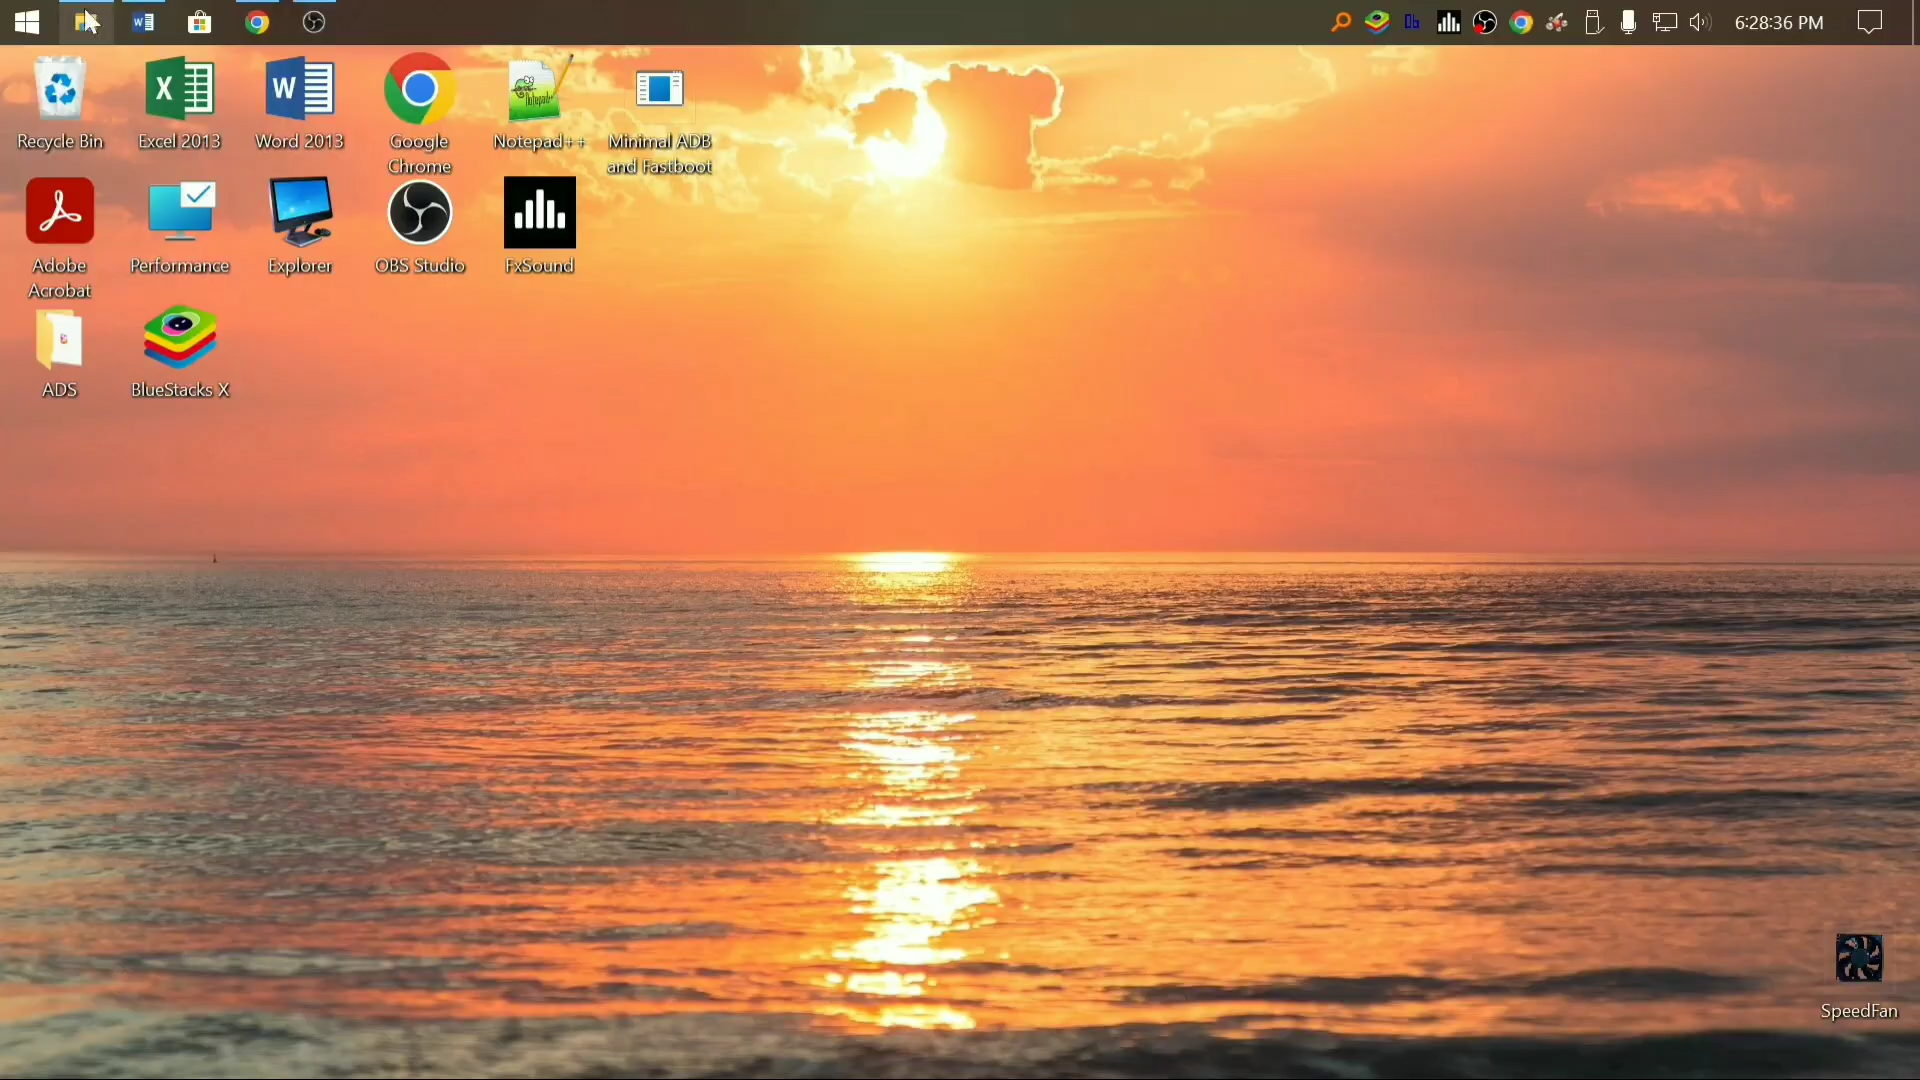 6:28:36 PM
Recycle Bin
Excel 2013
Word 2013
Google
Chrome
Notepad++
Minimal ADB
and Fastboot
Adobe
Acrobat
Performance
Explorer
OBS Studio
FxSound
ADS
BlueStacks X
SpeedFan